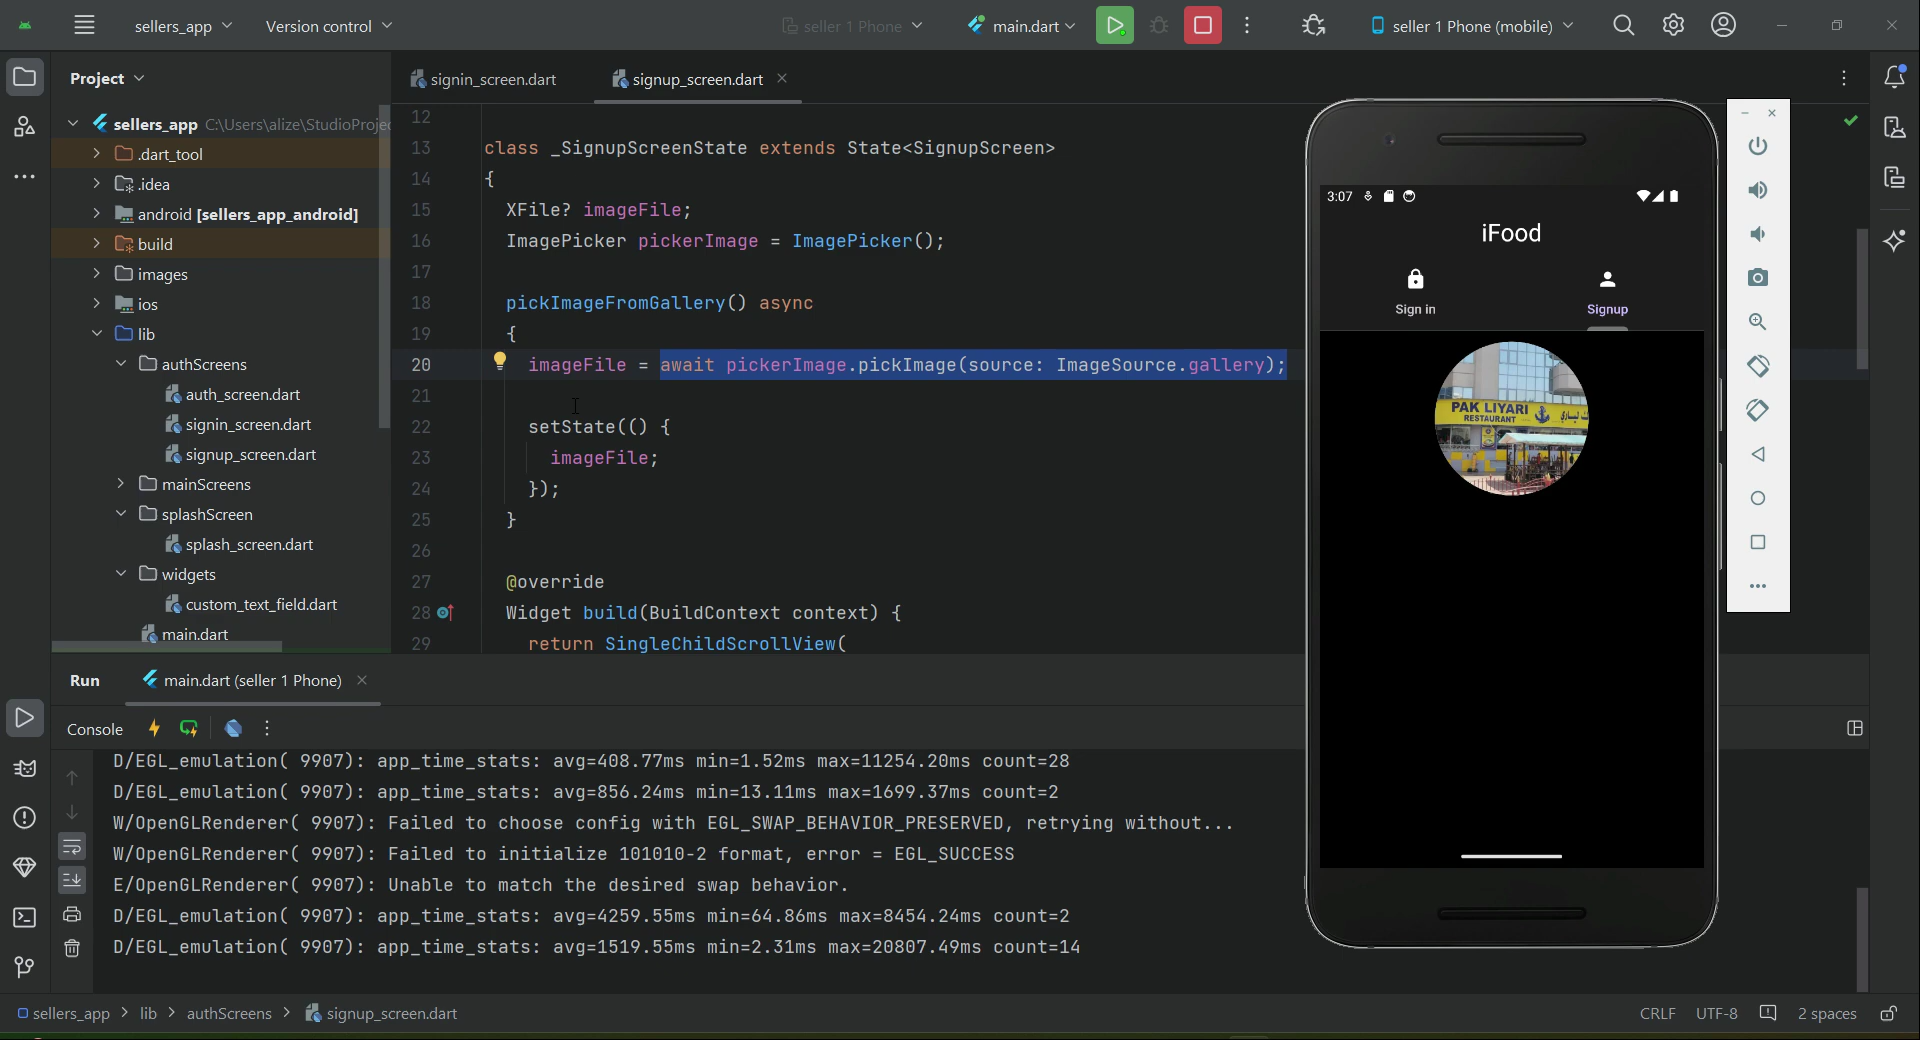 sellers_app
Version control
seller 1 Phone
main.dart
seller 1 Phone (mobile)
Project
signin_screen.dart
signup_screen.dart
sellers_app C:\Users\alize\StudioProje
.dart_tool
.idea
android [sellers_app_android]
build
images
ios
lib
authScreens
auth_screen.dart
signin_screen.dart
signup_screen.dart
mainScreens
splashScreen
splash_screen.dart
widgets
custom_text_field.dart
main.dart
12
13 class _SignupScreenState extends State<SignupScreen>
14 {
15 XFile? imageFile;
16 ImagePicker pickerImage = ImagePicker();
17
18 pickImageFromGallery() async
19 {
20 imageFile = await pickerImage.pickImage(source: ImageSource.gallery);
21
22 setState(() {
23 imageFile;
24 });
25 }
26
27 @override
28 Widget build(BuildContext context) {
29 return SingleChildScrollView(
3:07
iFood
Sign in
Signup
PAK LIYARI
RESTAURANT
Run
main.dart (seller 1 Phone)
Console
D/EGL_emulation( 9907): app_time_stats: avg=408.77ms min=1.52ms max=11254.20ms count=28
D/EGL_emulation( 9907): app_time_stats: avg=856.24ms min=13.11ms max=1699.37ms count=2
W/OpenGLRenderer( 9907): Failed to choose config with EGL_SWAP_BEHAVIOR_PRESERVED, retrying without...
W/OpenGLRenderer( 9907): Failed to initialize 101010-2 format, error = EGL_SUCCESS
E/OpenGLRenderer( 9907): Unable to match the desired swap behavior.
D/EGL_emulation( 9907): app_time_stats: avg=4259.55ms min=64.86ms max=8454.24ms count=2
D/EGL_emulation( 9907): app_time_stats: avg=1519.55ms min=2.31ms max=20807.49ms count=14
sellers_app > lib > authScreens > signup_screen.dart
CRLF
UTF-8
2 spaces